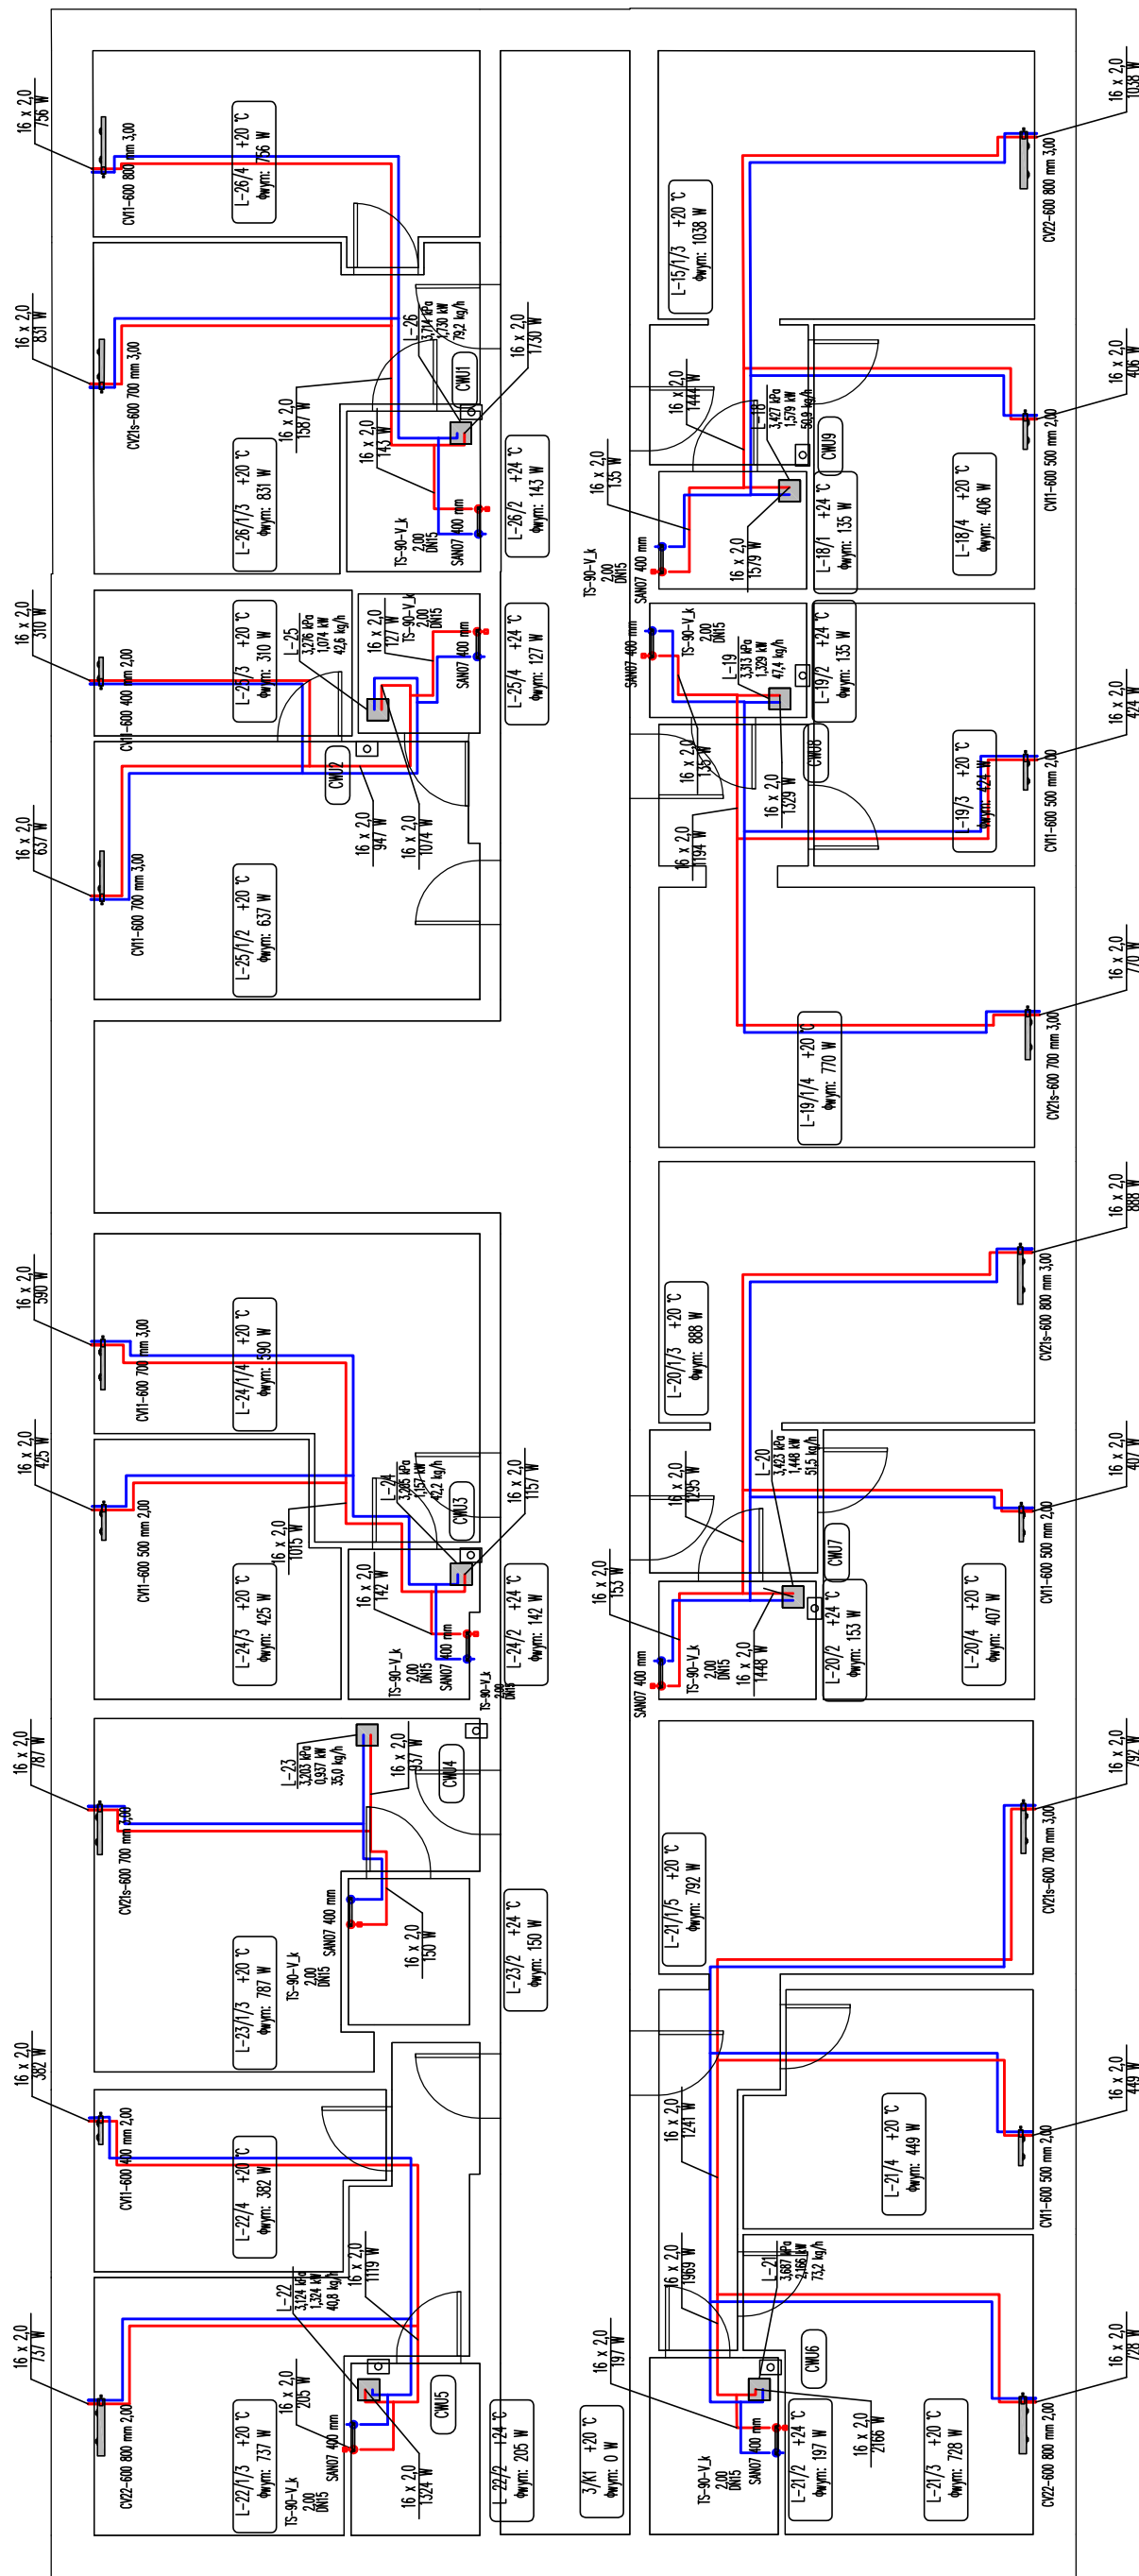 16 x 2,0
756 W
CV11-600 800 mm 3,00
L-26/4 +20 °C
Φwym: 756 W
16 x 2,0
831 W
CV21s-600 700 mm 3,00
L-26/1/3 +20 °C
Φwym: 831 W
16 x 2,0
1587 W
16 x 2,0
143 W
L-26
3,714 kPa
1,730 kW
79,2 kg/h
CWU1
16 x 2,0
1730 W
TS-90-V_k
2,00
DN15
SAN07 400 mm
L-26/2 +24 °C
Φwym: 143 W
16 x 2,0
310 W
CV11-600 400 mm 2,00
L-25/3 +20 °C
Φwym: 310 W
L-25
3,276 kPa
1,074 kW
42,6 kg/h
16 x 2,0
127 W
TS-90-V_k
2,00
DN15
SAN07 400 mm
L-25/4 +24 °C
Φwym: 127 W
CWU2
16 x 2,0
637 W
CV11-600 700 mm 3,00
L-25/1/2 +20 °C
Φwym: 637 W
16 x 2,0
947 W
16 x 2,0
1074 W
16 x 2,0
590 W
CV11-600 700 mm 3,00
L-24/1/4 +20 °C
Φwym: 590 W
16 x 2,0
425 W
CV11-600 500 mm 2,00
L-24/3 +20 °C
Φwym: 425 W
16 x 2,0
1015 W
16 x 2,0
142 W
L-24
3,265 kPa
1,157 kW
42,2 kg/h
CWU3
16 x 2,0
1157 W
TS-90-V_k
2,00
DN15
SAN07 400 mm
L-24/2 +24 °C
Φwym: 142 W
TS-90-V_k
2,00
DN15
16 x 2,0
787 W
CV21s-600 700 mm 3,00
L-23
3,203 kPa
0,937 kW
35,0 kg/h
16 x 2,0
937 W
CWU4
L-23/1/3 +20 °C
Φwym: 787 W
TS-90-V_k
2,00
DN15
SAN07 400 mm
16 x 2,0
150 W
L-23/2 +24 °C
Φwym: 150 W
16 x 2,0
382 W
CV11-600 400 mm 2,00
L-22/4 +20 °C
Φwym: 382 W
L-22
3,124 kPa
1,324 kW
40,8 kg/h
16 x 2,0
1119 W
16 x 2,0
737 W
CV22-600 800 mm 2,00
L-22/1/3 +20 °C
Φwym: 737 W
16 x 2,0
205 W
TS-90-V_k
2,00
DN15
SAN07 400 mm
16 x 2,0
1324 W
CWU5
L-22/2 +24 °C
Φwym: 205 W
3/K1 +20 °C
Φwym: 0 W
16 x 2,0
1038 W
CV22-600 800 mm 3,00
L-15/1/3 +20 °C
Φwym: 1038 W
16 x 2,0
406 W
CV11-600 500 mm 2,00
L-18/4 +20 °C
Φwym: 406 W
16 x 2,0
1444 W
L-18
3,427 kPa
1,579 kW
50,9 kg/h
CWU9
16 x 2,0
135 W
TS-90-V_k
2,00
DN15
SAN07 400 mm
16 x 2,0
1579 W
L-18/1 +24 °C
Φwym: 135 W
SAN07 400 mm
TS-90-V_k
2,00
DN15
L-19
3,313 kPa
1,329 kW
47,4 kg/h
L-19/2 +24 °C
Φwym: 135 W
16 x 2,0
424 W
CV11-600 500 mm 2,00
L-19/3 +20 °C
Φwym: 424 W
CWU8
16 x 2,0
135 W
16 x 2,0
1329 W
16 x 2,0
1194 W
16 x 2,0
770 W
CV21s-600 700 mm 3,00
L-19/1/4 +20 °C
Φwym: 770 W
16 x 2,0
888 W
CV21s-600 800 mm 3,00
L-20/1/3 +20 °C
Φwym: 888 W
16 x 2,0
407 W
CV11-600 500 mm 2,00
L-20/4 +20 °C
Φwym: 407 W
16 x 2,0
1295 W
L-20
3,423 kPa
1,448 kW
51,5 kg/h
CWU7
16 x 2,0
153 W
SAN07 400 mm
TS-90-V_k
2,00
DN15
16 x 2,0
1448 W
L-20/2 +24 °C
Φwym: 153 W
16 x 2,0
792 W
CV21s-600 700 mm 3,00
L-21/1/5 +20 °C
Φwym: 792 W
16 x 2,0
449 W
CV11-600 500 mm 2,00
L-21/4 +20 °C
Φwym: 449 W
16 x 2,0
1241 W
16 x 2,0
1969 W
L-21
3,687 kPa
2,166 kW
73,2 kg/h
CWU6
16 x 2,0
197 W
TS-90-V_k
2,00
DN15
SAN07 400 mm
L-21/2 +24 °C
Φwym: 197 W
16 x 2,0
2166 W
L-21/3 +20 °C
Φwym: 728 W
16 x 2,0
728 W
CV22-600 800 mm 2,00